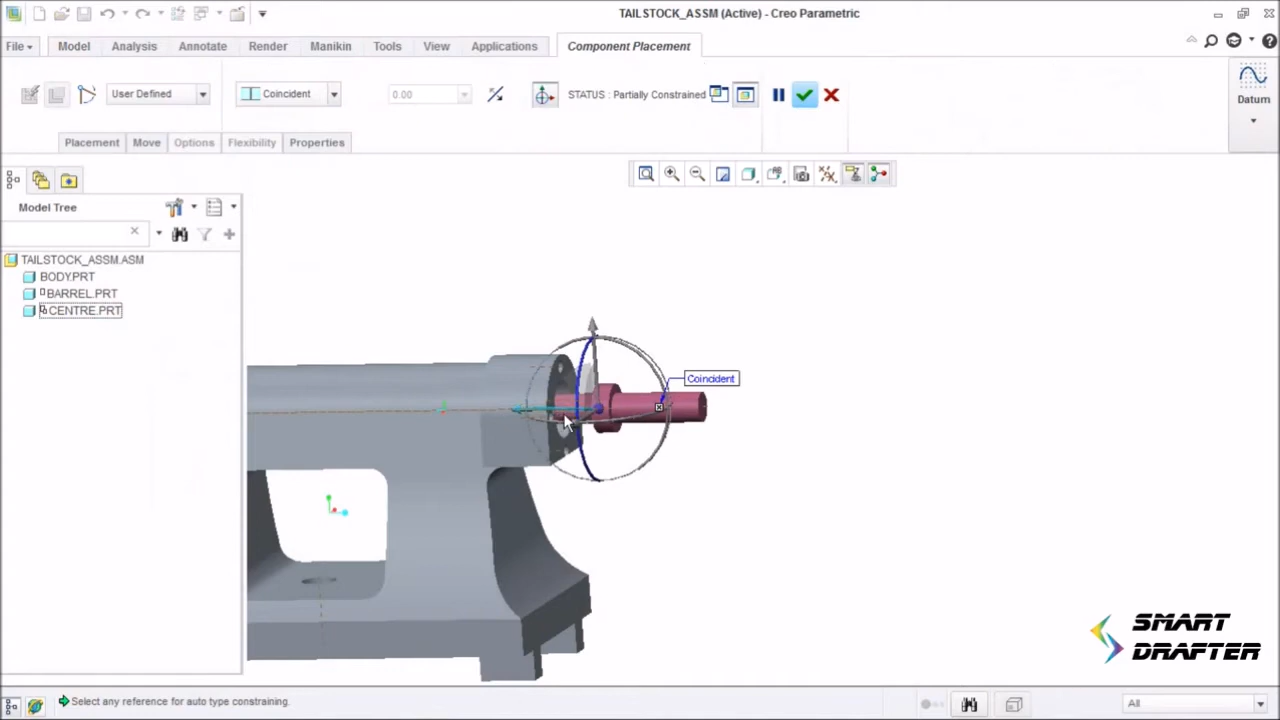 TAILSTOCK_ASSM (Active) - Creo Parametric
File Model Analysis Annotate Render Manikin Tools View Applications Component Placement
User Defined Coincident 0.00 STATUS : Partially Constrained
Datum
Placement Move Options Flexibility Properties
Model Tree
TAILSTOCK_ASSM.ASM
BODY.PRT
BARREL.PRT
CENTRE.PRT
Coincident
SMART
DRAFTER
Select any reference for auto type constraining.
All